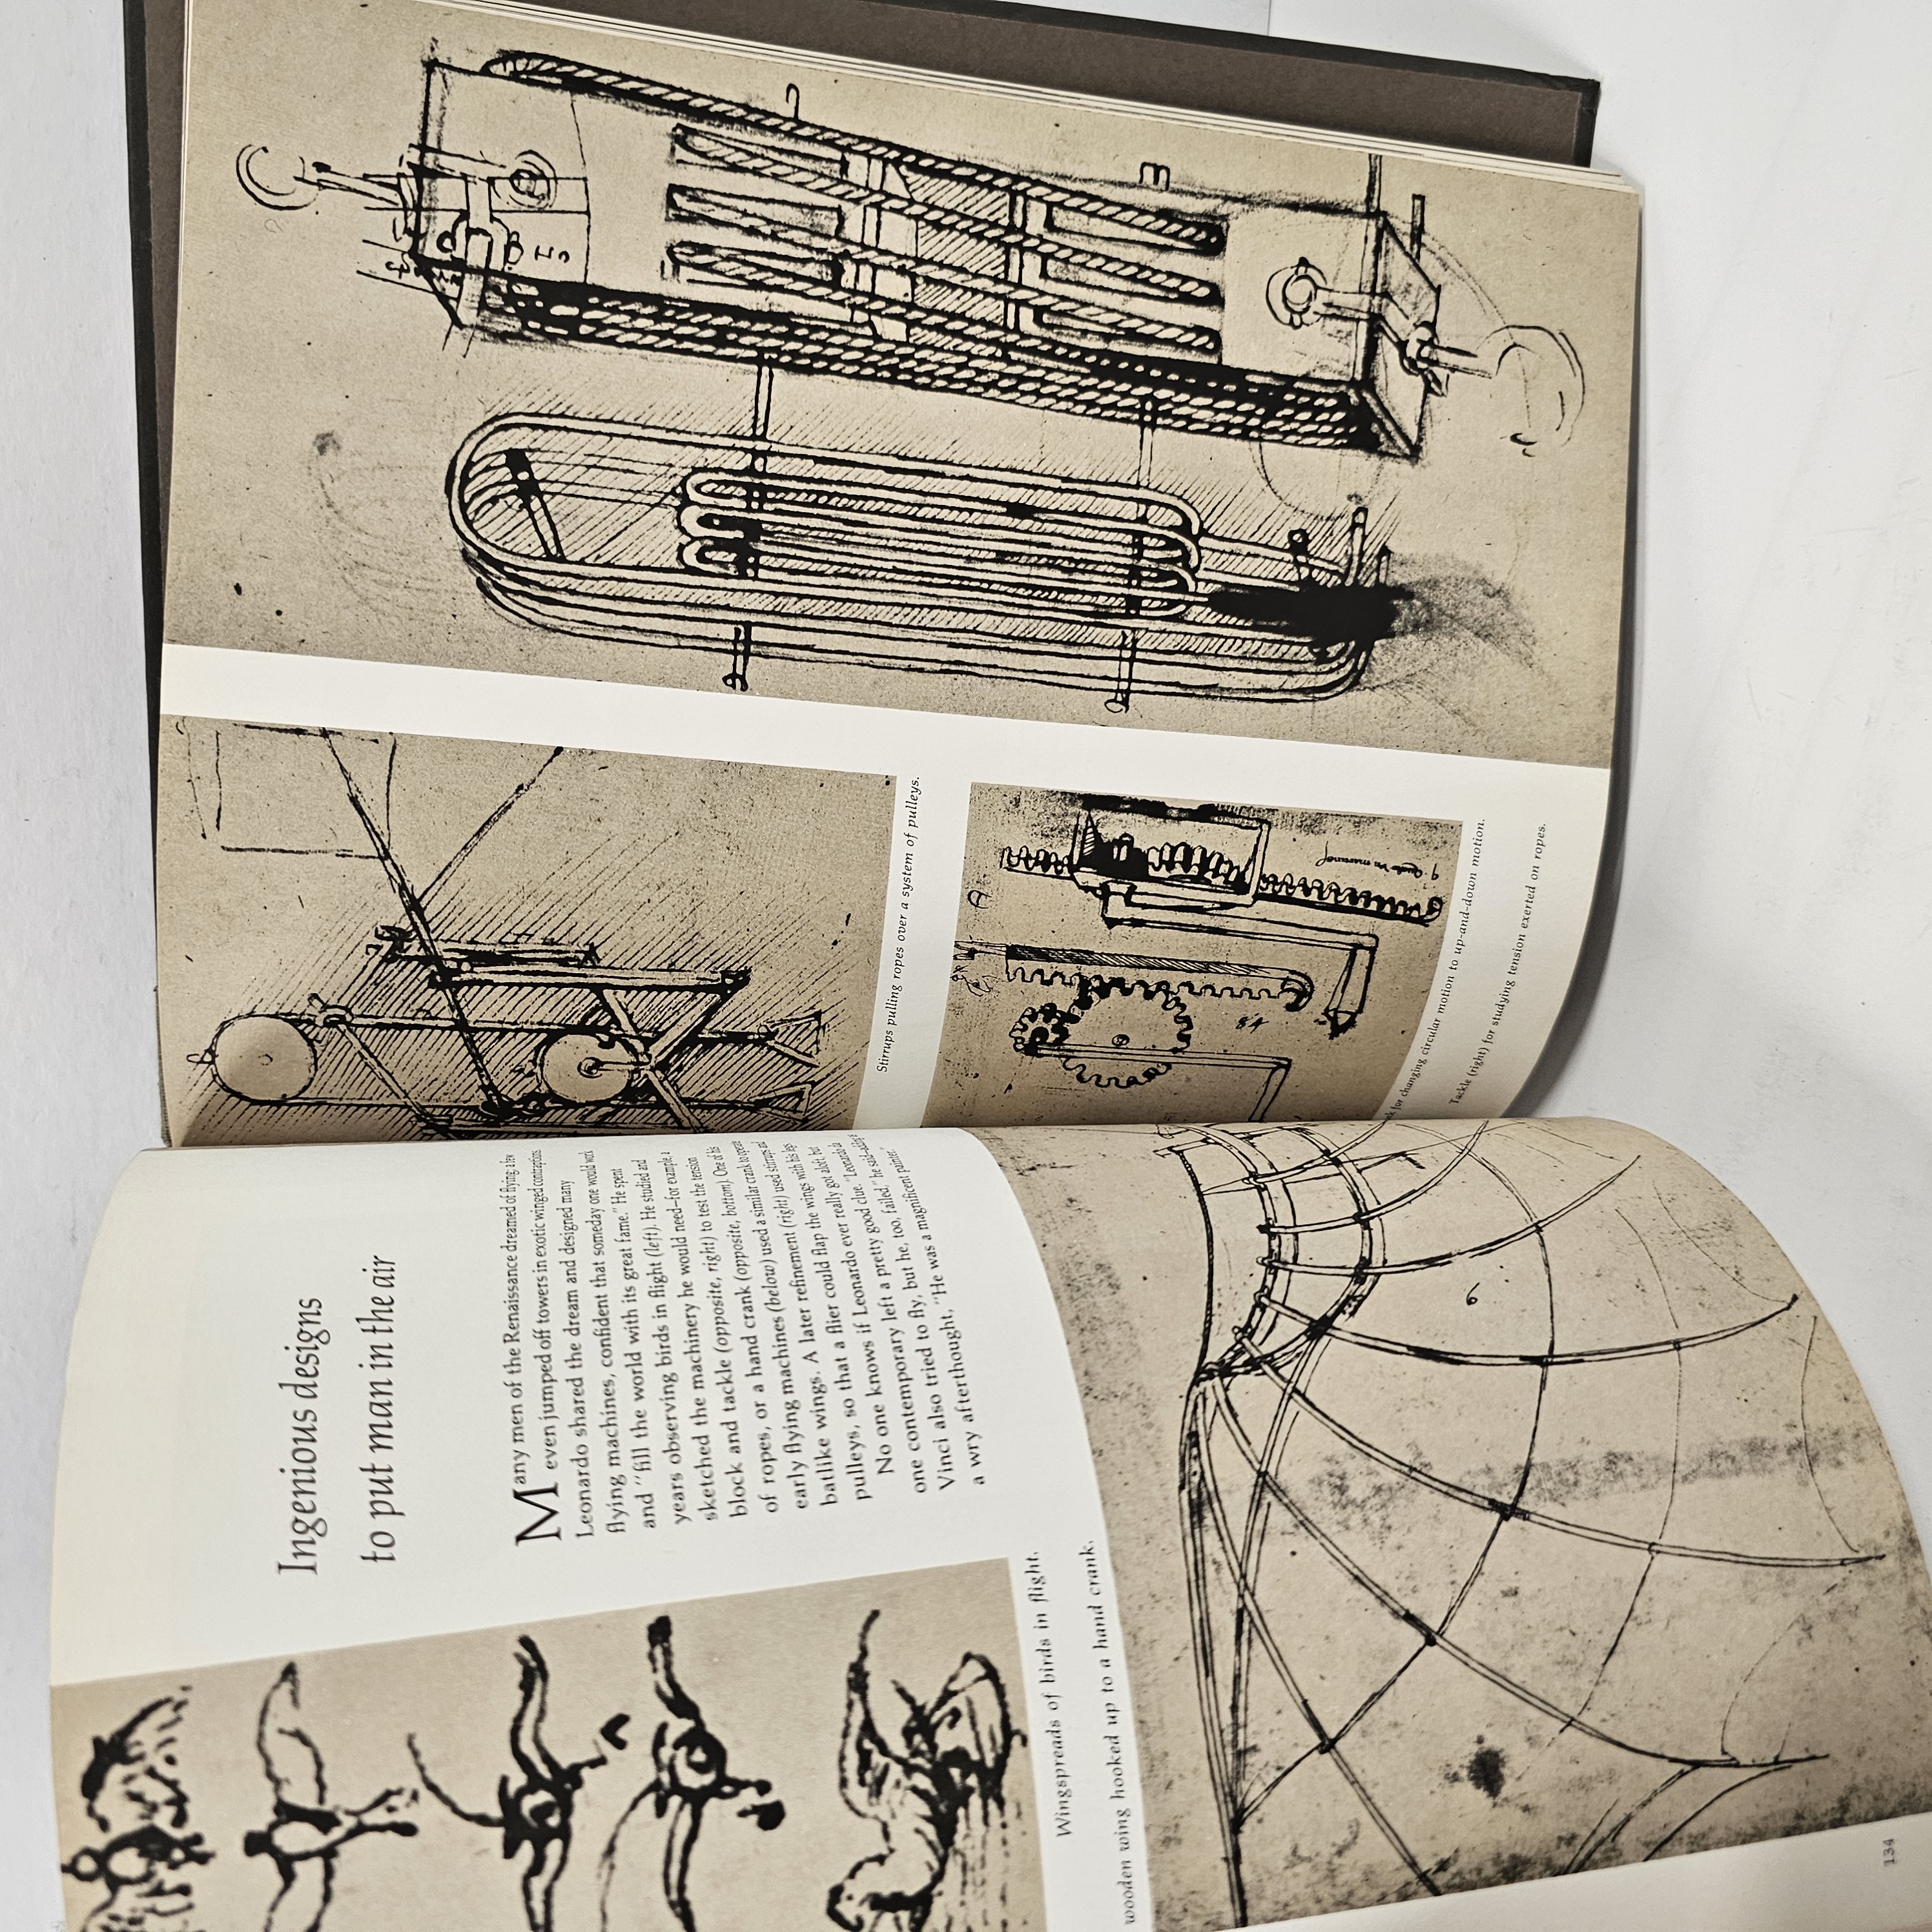 Ingenious designs
to put man in the air
Many men of the Renaissance dreamed of flying; a few
even jumped off towers in exotic winged contraptions.
Leonardo shared the dream and designed many
flying machines, confident that someday one would work
and "fill the world with its great fame." He spent
years observing birds in flight (left). He studied and
sketched the machinery he would need—for example, a
block and tackle (opposite, right) to test the tension
of ropes, or a hand crank (opposite, bottom). One of his
early flying machines (below) used a similar crank to operate
batlike wings. A later refinement (right) used stirrups and
pulleys, so that a flier could flap the wings with his legs
No one knows if Leonardo ever really got aloft, but
one contemporary left a pretty good clue. "Leonardo da
Vinci also tried to fly, but he, too, failed," he said—adding as
a wry afterthought, "He was a magnificent painter."
Wingspreads of birds in flight.
wooden wing hooked up to a hand crank.
134
Stirrups pulling ropes over a system of pulleys.
for changing circular motion to up-and-down motion.
Tackle (right) for studying tension exerted on ropes.